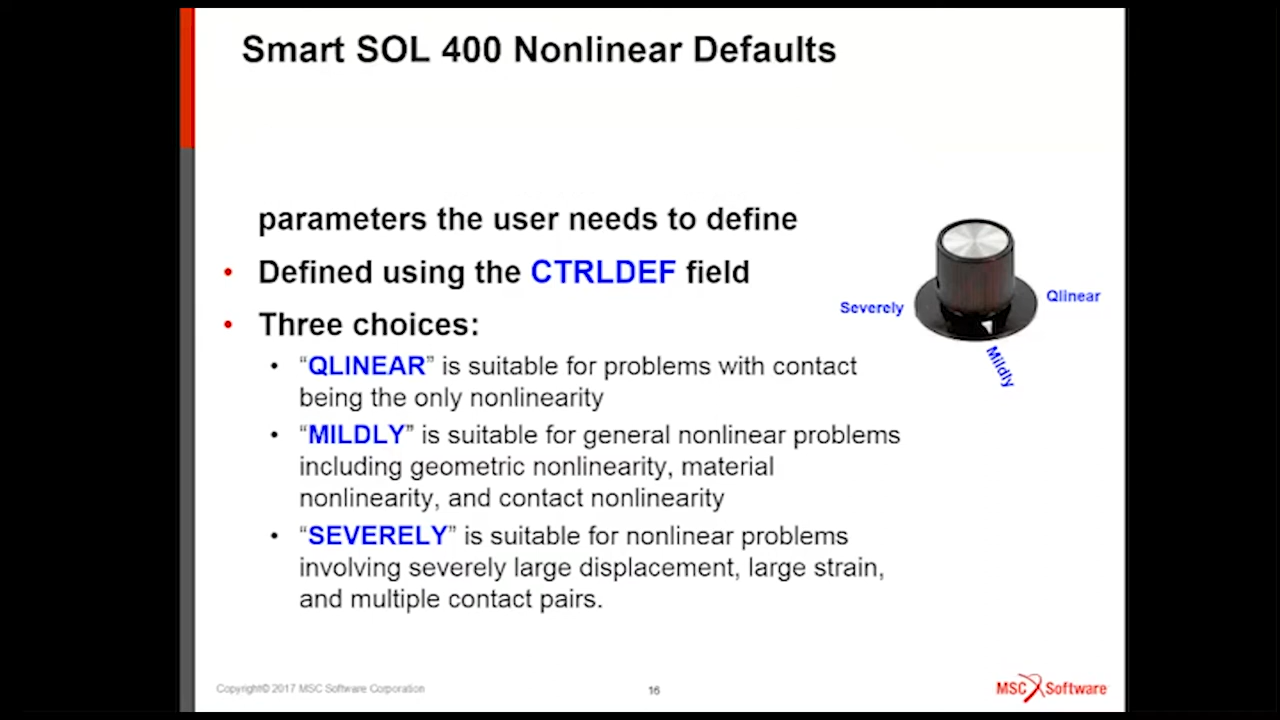 Smart SOL 400 Nonlinear Defaults
parameters the user needs to define
• Defined using the CTRLDEF field
• Three choices:
• “QLINEAR” is suitable for problems with contact
being the only nonlinearity
• “MILDLY” is suitable for general nonlinear problems
including geometric nonlinearity, material
nonlinearity, and contact nonlinearity
• “SEVERELY” is suitable for nonlinear problems
involving severely large displacement, large strain,
and multiple contact pairs.
Severely
Qlinear
Mildly
Copyright© 2017 MSC Software Corporation
16
MSC Software